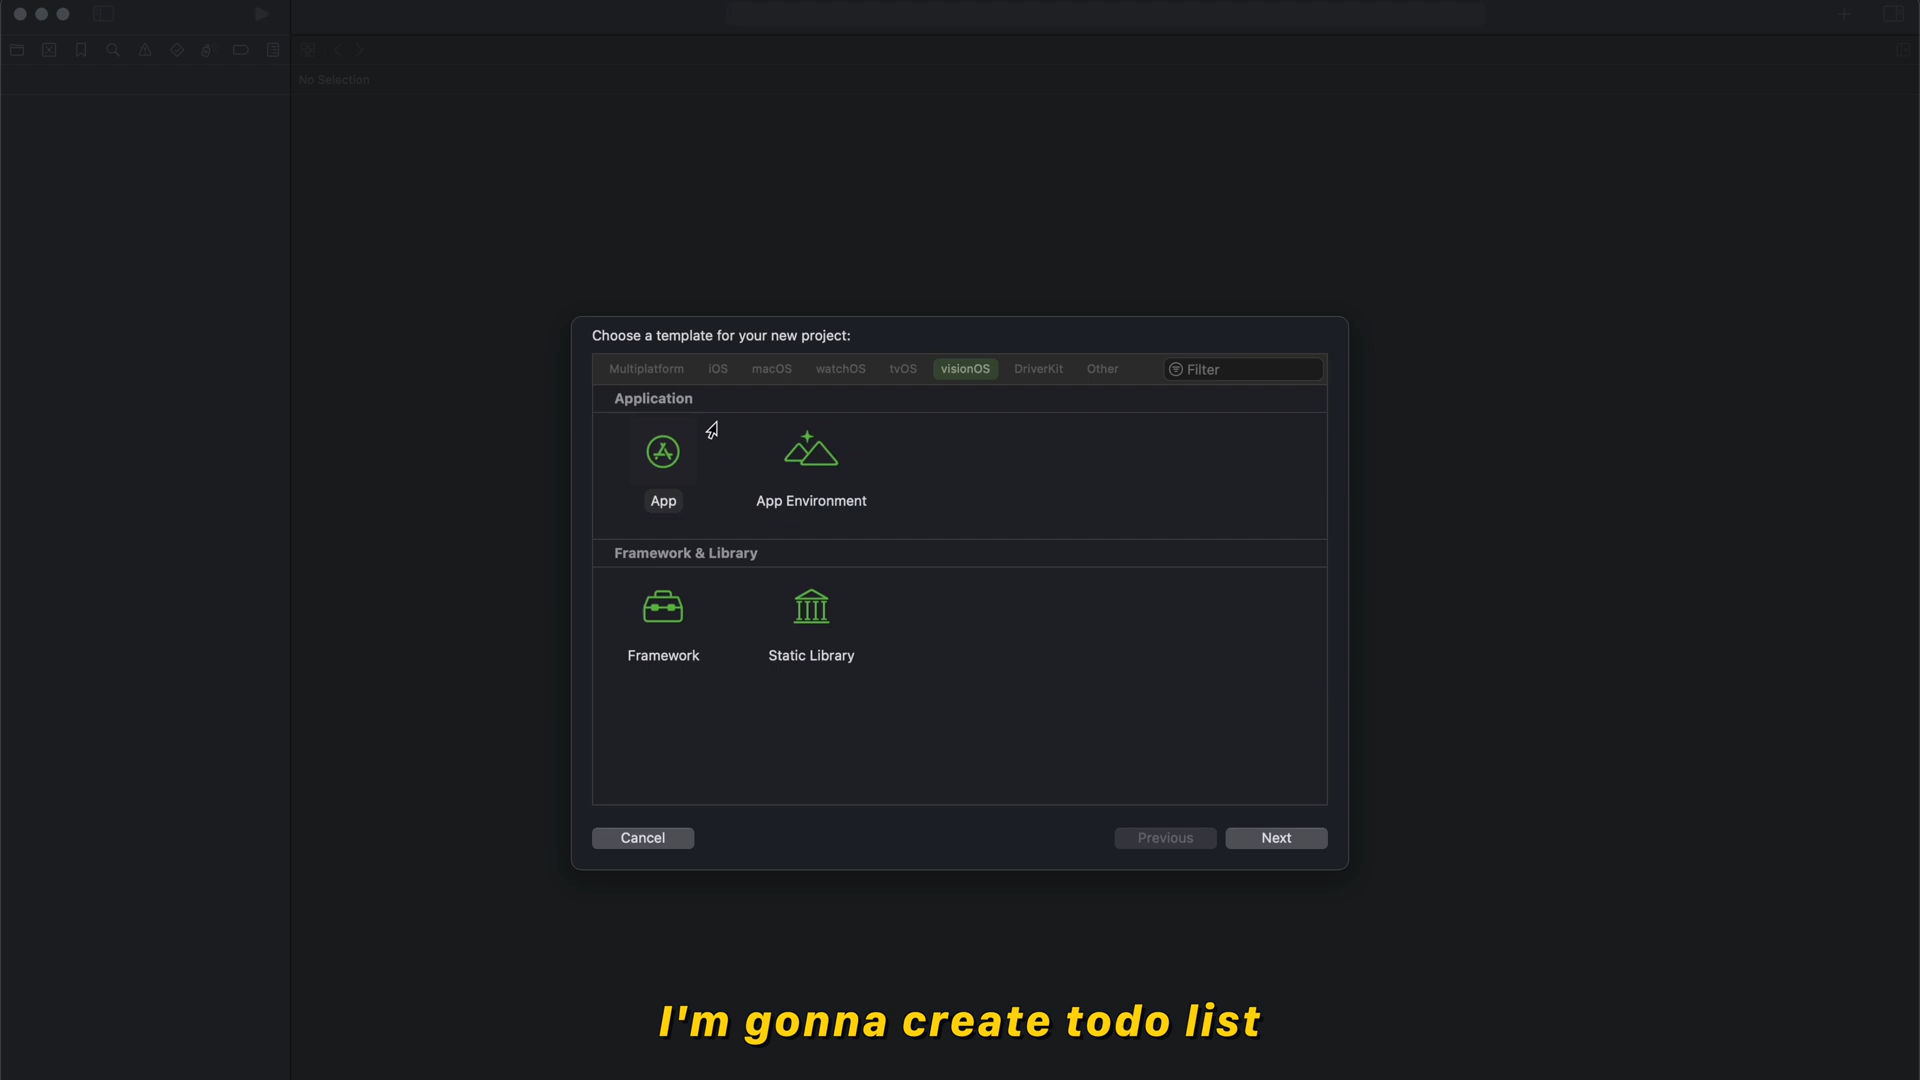 No Selection
Choose a template for your new project:
Multiplatform iOS macOS watchOS tvOS visionOS DriverKit Other Filter
Application
App App Environment
Framework & Library
Framework Static Library
Cancel Previous Next
I'm gonna create todo list